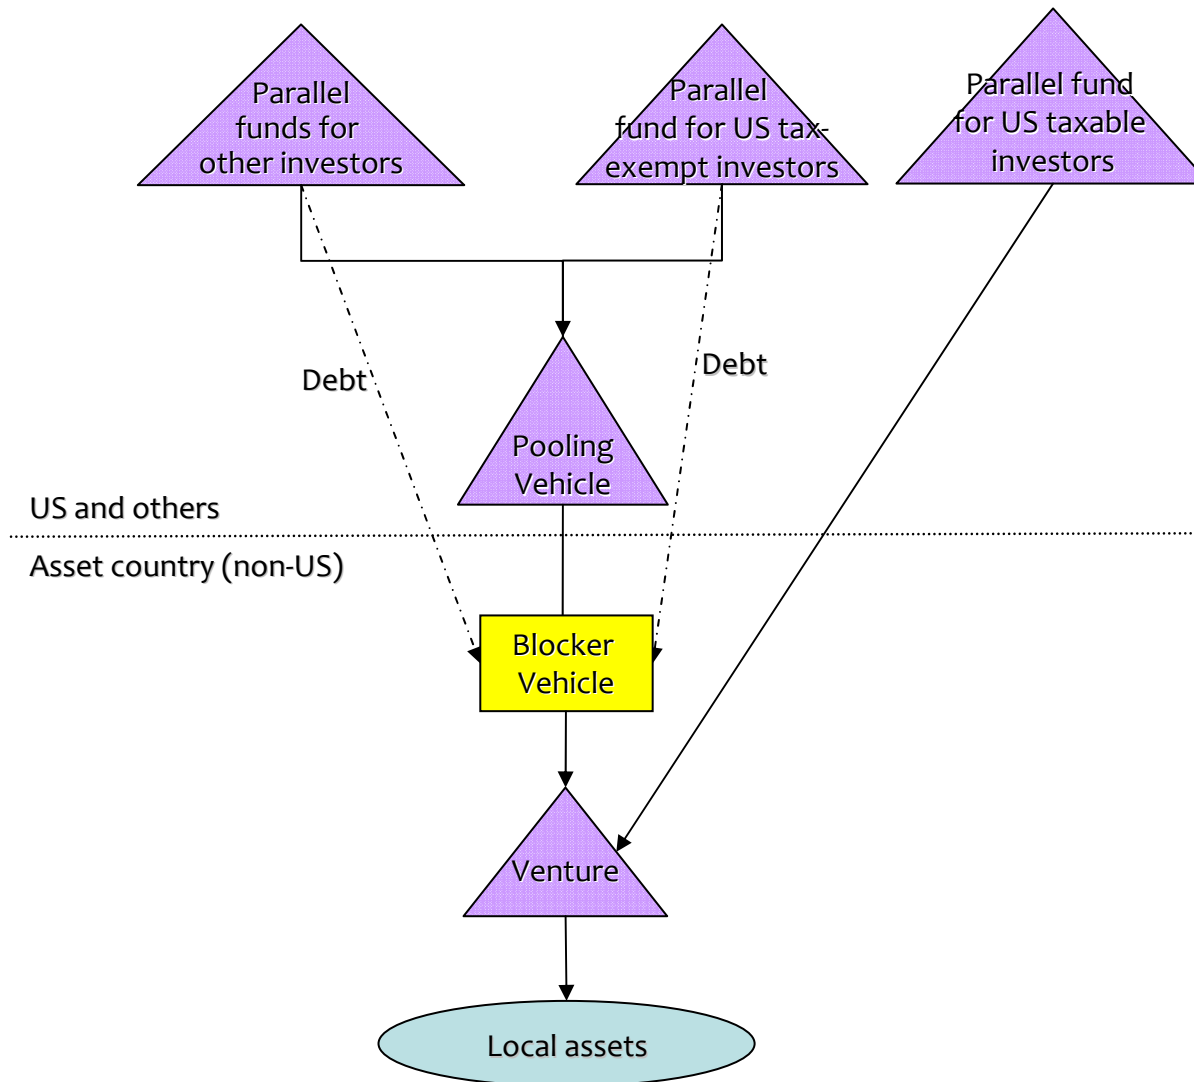 Parallel
funds for
other investors
Parallel
fund for US tax-
exempt investors
Parallel fund
for US taxable
investors
Debt
Debt
Pooling
Vehicle
US and others
Asset country (non-US)
Blocker
Vehicle
Venture
Local assets